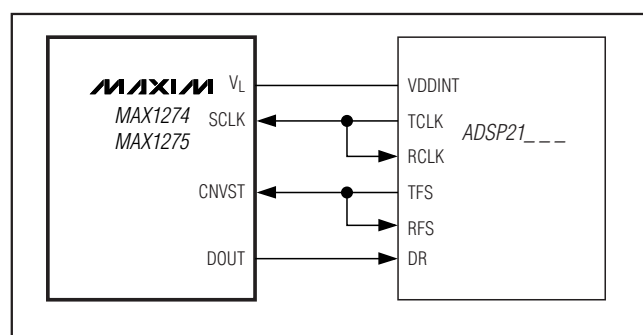 MAXIM
MAX1274
MAX1275
VL
SCLK
CNVST
DOUT
VDDINT
TCLK
RCLK
TFS
RFS
DR
ADSP21_ _ _